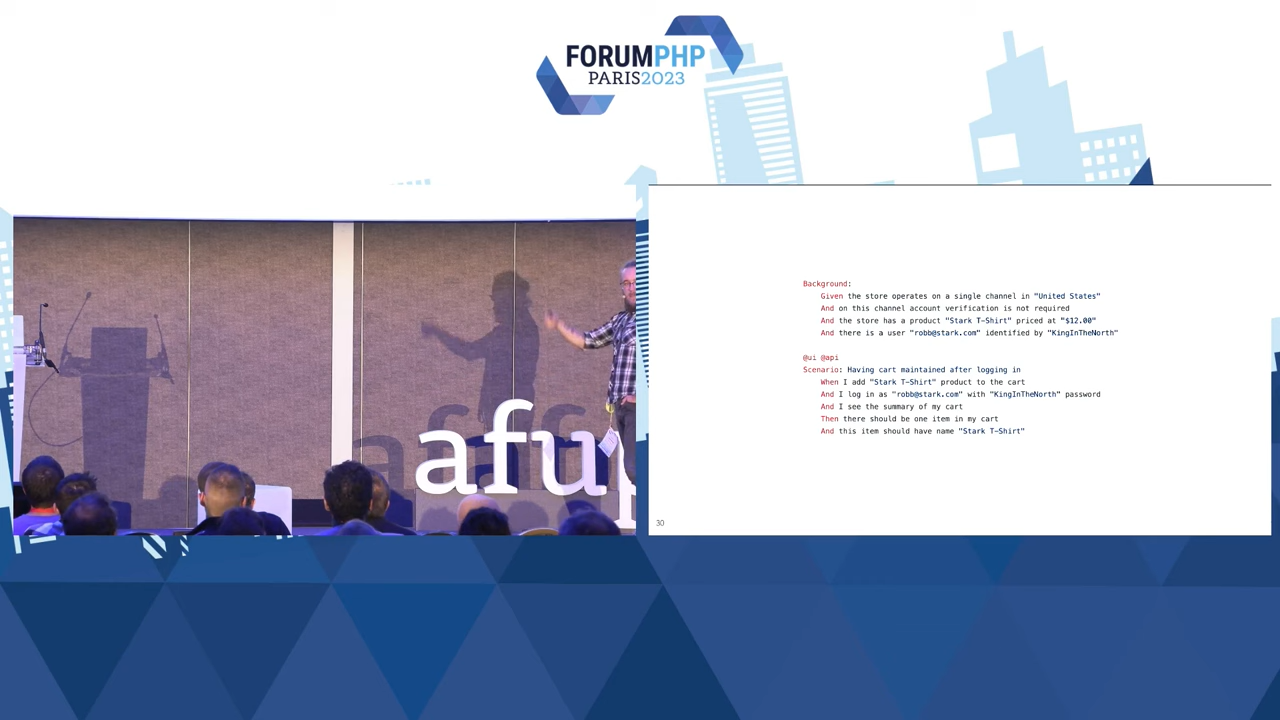 FORUMPHP
PARIS2023
afup
Background:
Given the store operates on a single channel in "United States"
And on this channel account verification is not required
And the store has a product "Stark T-Shirt" priced at "$12.00"
And there is a user "robb@stark.com" identified by "KingInTheNorth"
@ui @api
Scenario: Having cart maintained after logging in
When I add "Stark T-Shirt" product to the cart
And I log in as "robb@stark.com" with "KingInTheNorth" password
And I see the summary of my cart
Then there should be one item in my cart
And this item should have name "Stark T-Shirt"
30